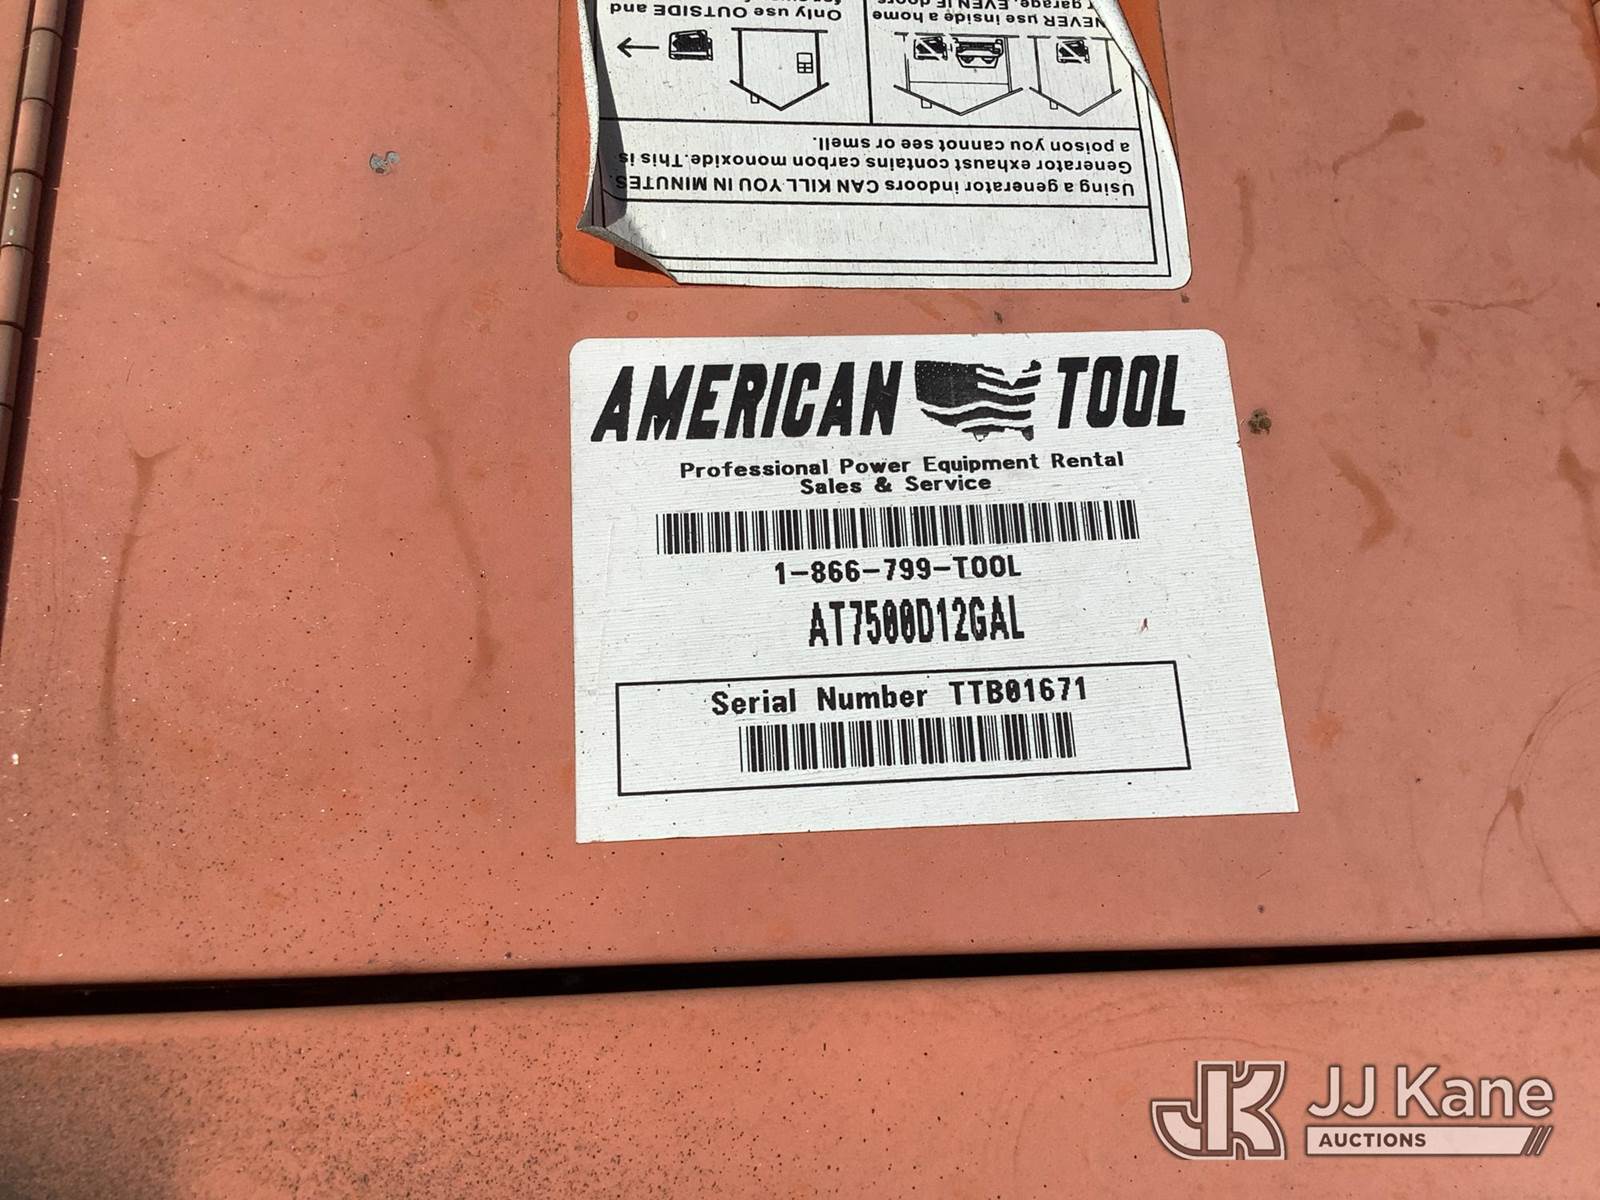 Using a generator indoors CAN KILL YOU IN MINUTES.
Generator exhaust contains carbon monoxide. This is
a poison you cannot see or smell.
NEVER use inside a home
garage, EVEN IF doors
Only use OUTSIDE and
AMERICAN TOOL
Professional Power Equipment Rental
Sales & Service
1-866-799-TOOL
AT7500D12GAL
Serial Number TTB01671
JK JJ Kane
AUCTIONS